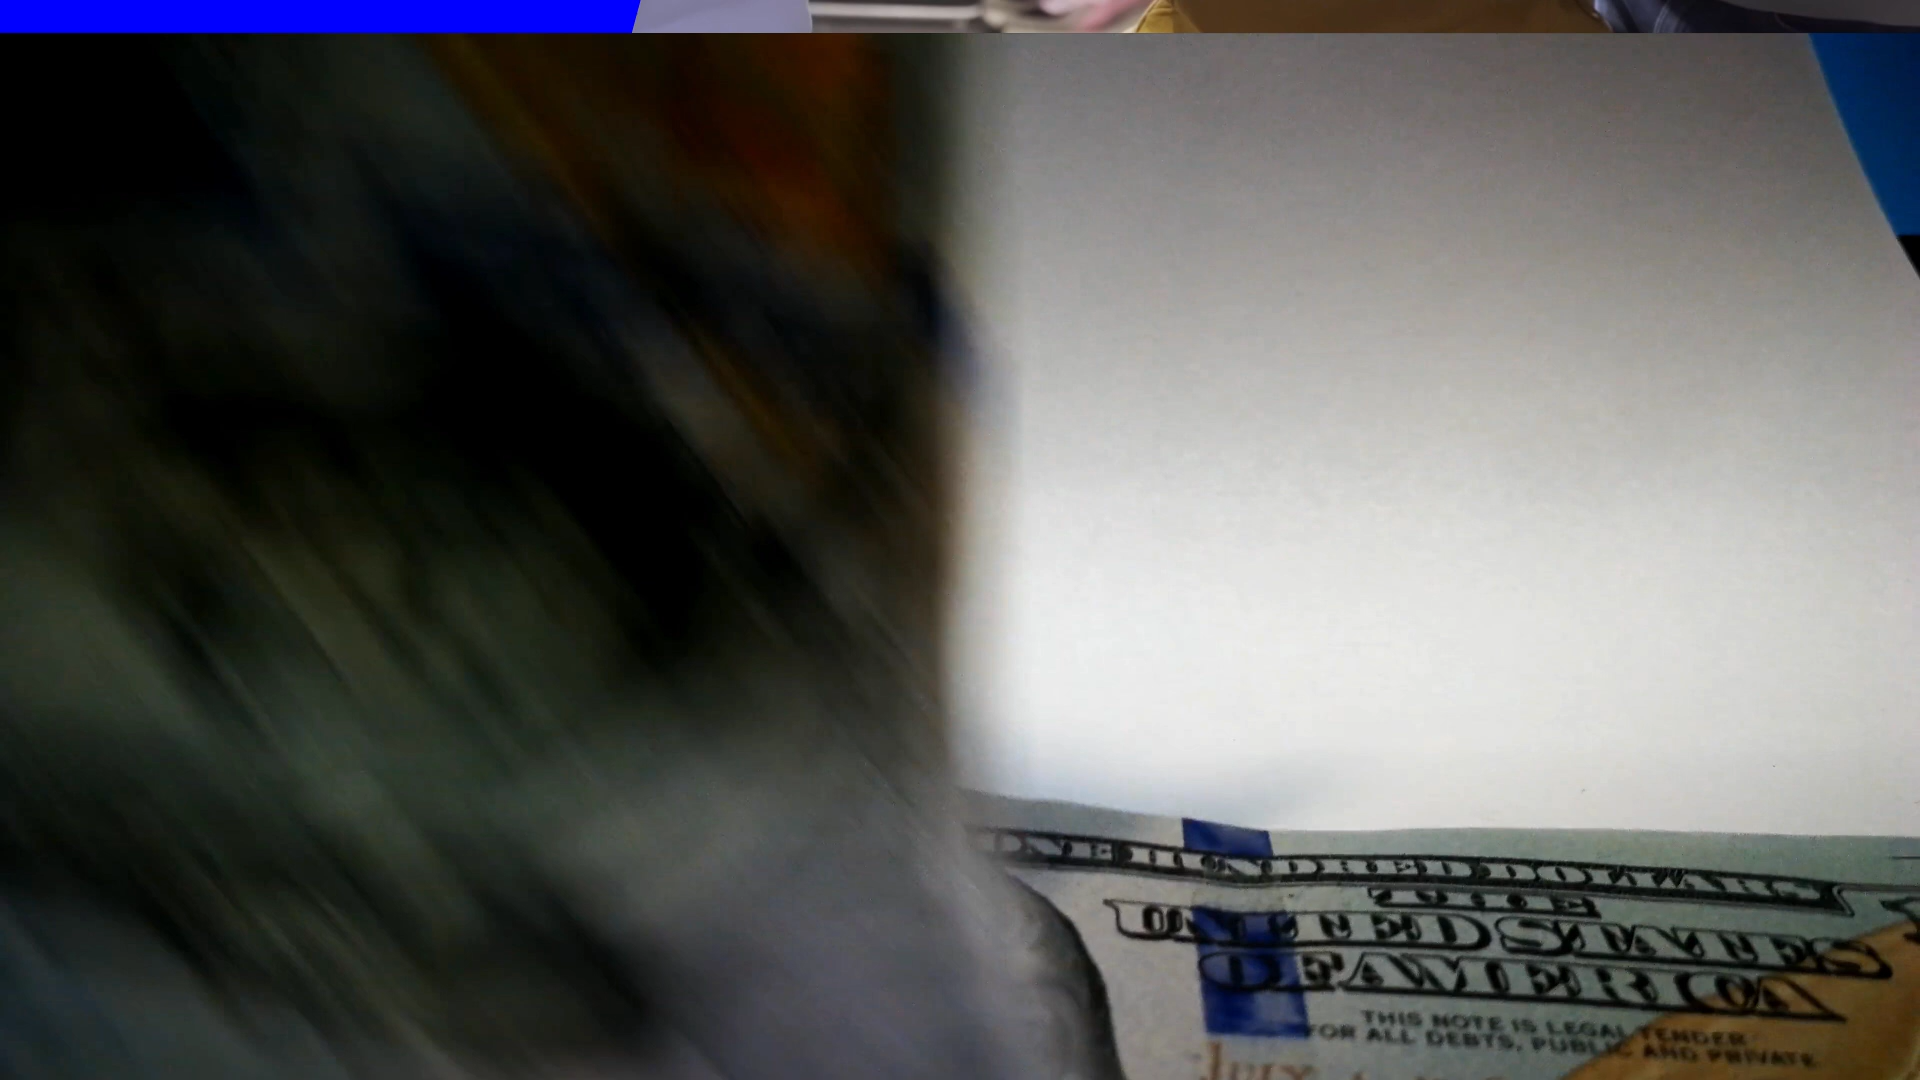 ONE HUNDRED DOLLARS
THE
UNITED STATES
OF AMERICA
THIS NOTE IS LEGAL TENDER
FOR ALL DEBTS, PUBLIC AND PRIVATE
July